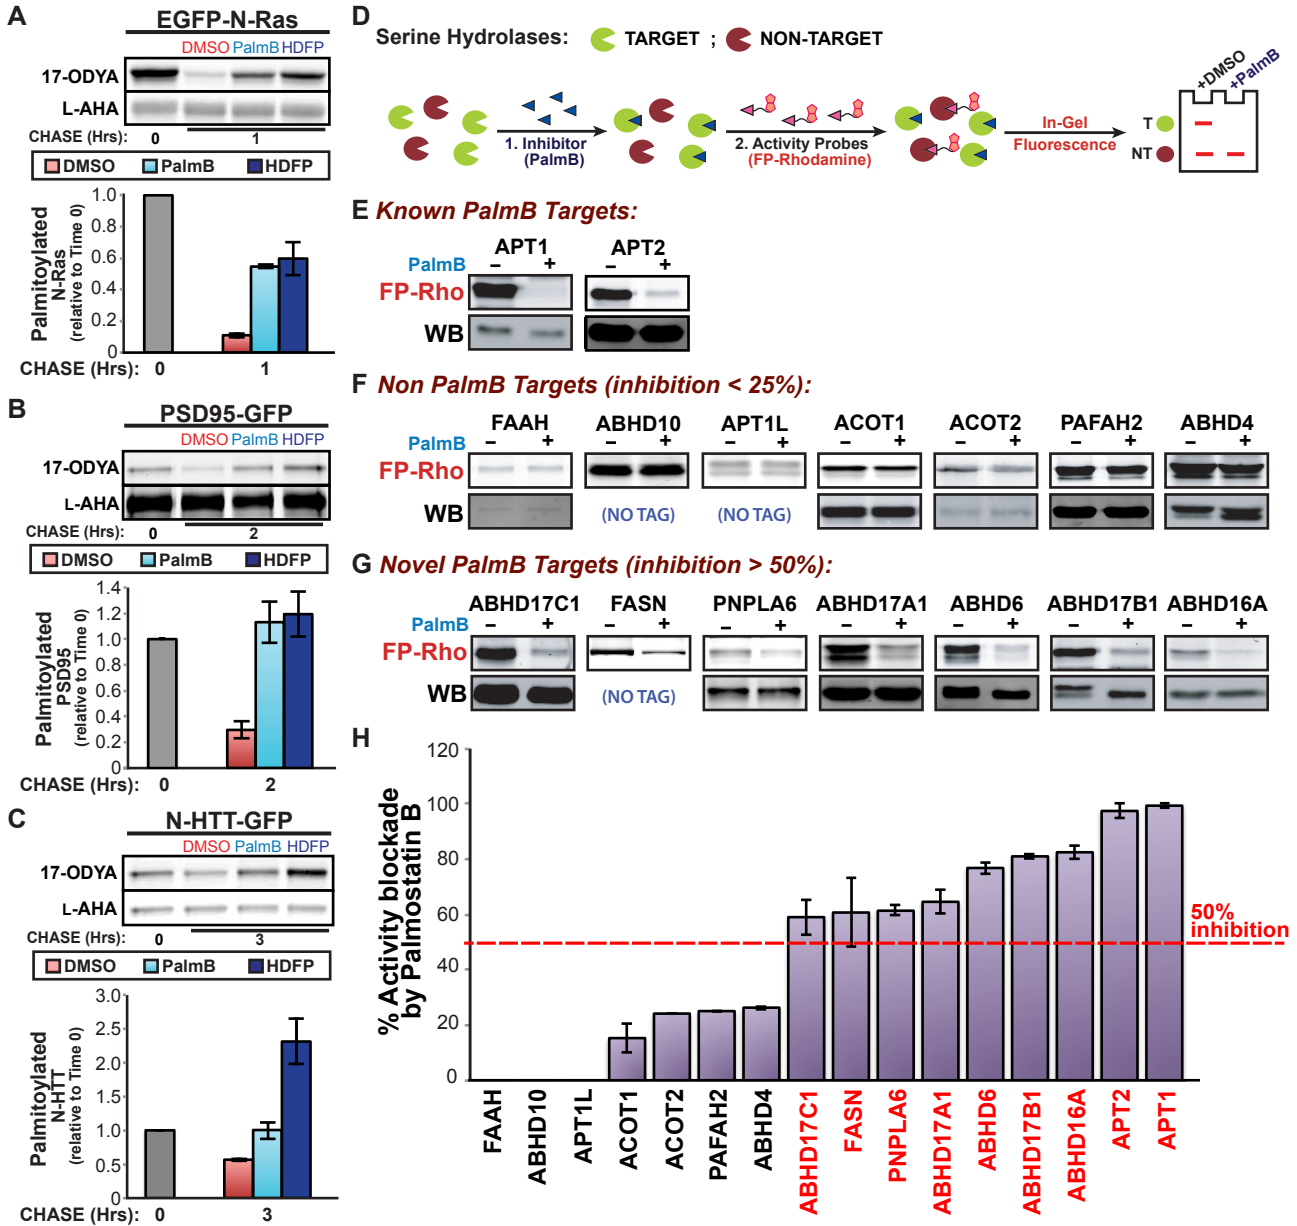 A
EGFP-N-Ras
DMSO PalmB HDFP
17-ODYA
L-AHA
CHASE (Hrs): 0 1
DMSO PalmB HDFP
Palmitoylated
N-Ras
(relative to Time 0)
1.0
0.8
0.6
0.4
0.2
0
CHASE (Hrs): 0 1
B
PSD95-GFP
DMSO PalmB HDFP
17-ODYA
L-AHA
CHASE (Hrs): 0 2
DMSO PalmB HDFP
Palmitoylated
PSD95
(relative to Time 0)
1.4
1.2
1.0
0.8
0.6
0.4
0.2
0
CHASE (Hrs): 0 2
C
N-HTT-GFP
DMSO PalmB HDFP
17-ODYA
L-AHA
CHASE (Hrs): 0 3
DMSO PalmB HDFP
Palmitoylated
N-HTT
(relative to Time 0)
3.0
2.5
2.0
1.5
1.0
0.5
0
CHASE (Hrs): 0 3
D
Serine Hydrolases: TARGET ; NON-TARGET
1. Inhibitor
(PalmB)
2. Activity Probes
(FP-Rhodamine)
In-Gel
Fluorescence
+DMSO
+PalmB
T
NT
E Known PalmB Targets:
APT1 APT2
PalmB − + − +
FP-Rho
WB
F Non PalmB Targets (inhibition < 25%):
FAAH ABHD10 APT1L ACOT1 ACOT2 PAFAH2 ABHD4
PalmB − + − + − + − + − + − + − +
FP-Rho
WB (NO TAG) (NO TAG)
G Novel PalmB Targets (inhibition > 50%):
ABHD17C1 FASN PNPLA6 ABHD17A1 ABHD6 ABHD17B1 ABHD16A
PalmB − + − + − + − + − + − + − +
FP-Rho
WB (NO TAG)
H
% Activity blockade
by Palmostatin B
120
100
80
60
40
20
0
50%
inhibition
FAAH
ABHD10
APT1L
ACOT1
ACOT2
PAFAH2
ABHD4
ABHD17C1
FASN
PNPLA6
ABHD17A1
ABHD6
ABHD17B1
ABHD16A
APT2
APT1